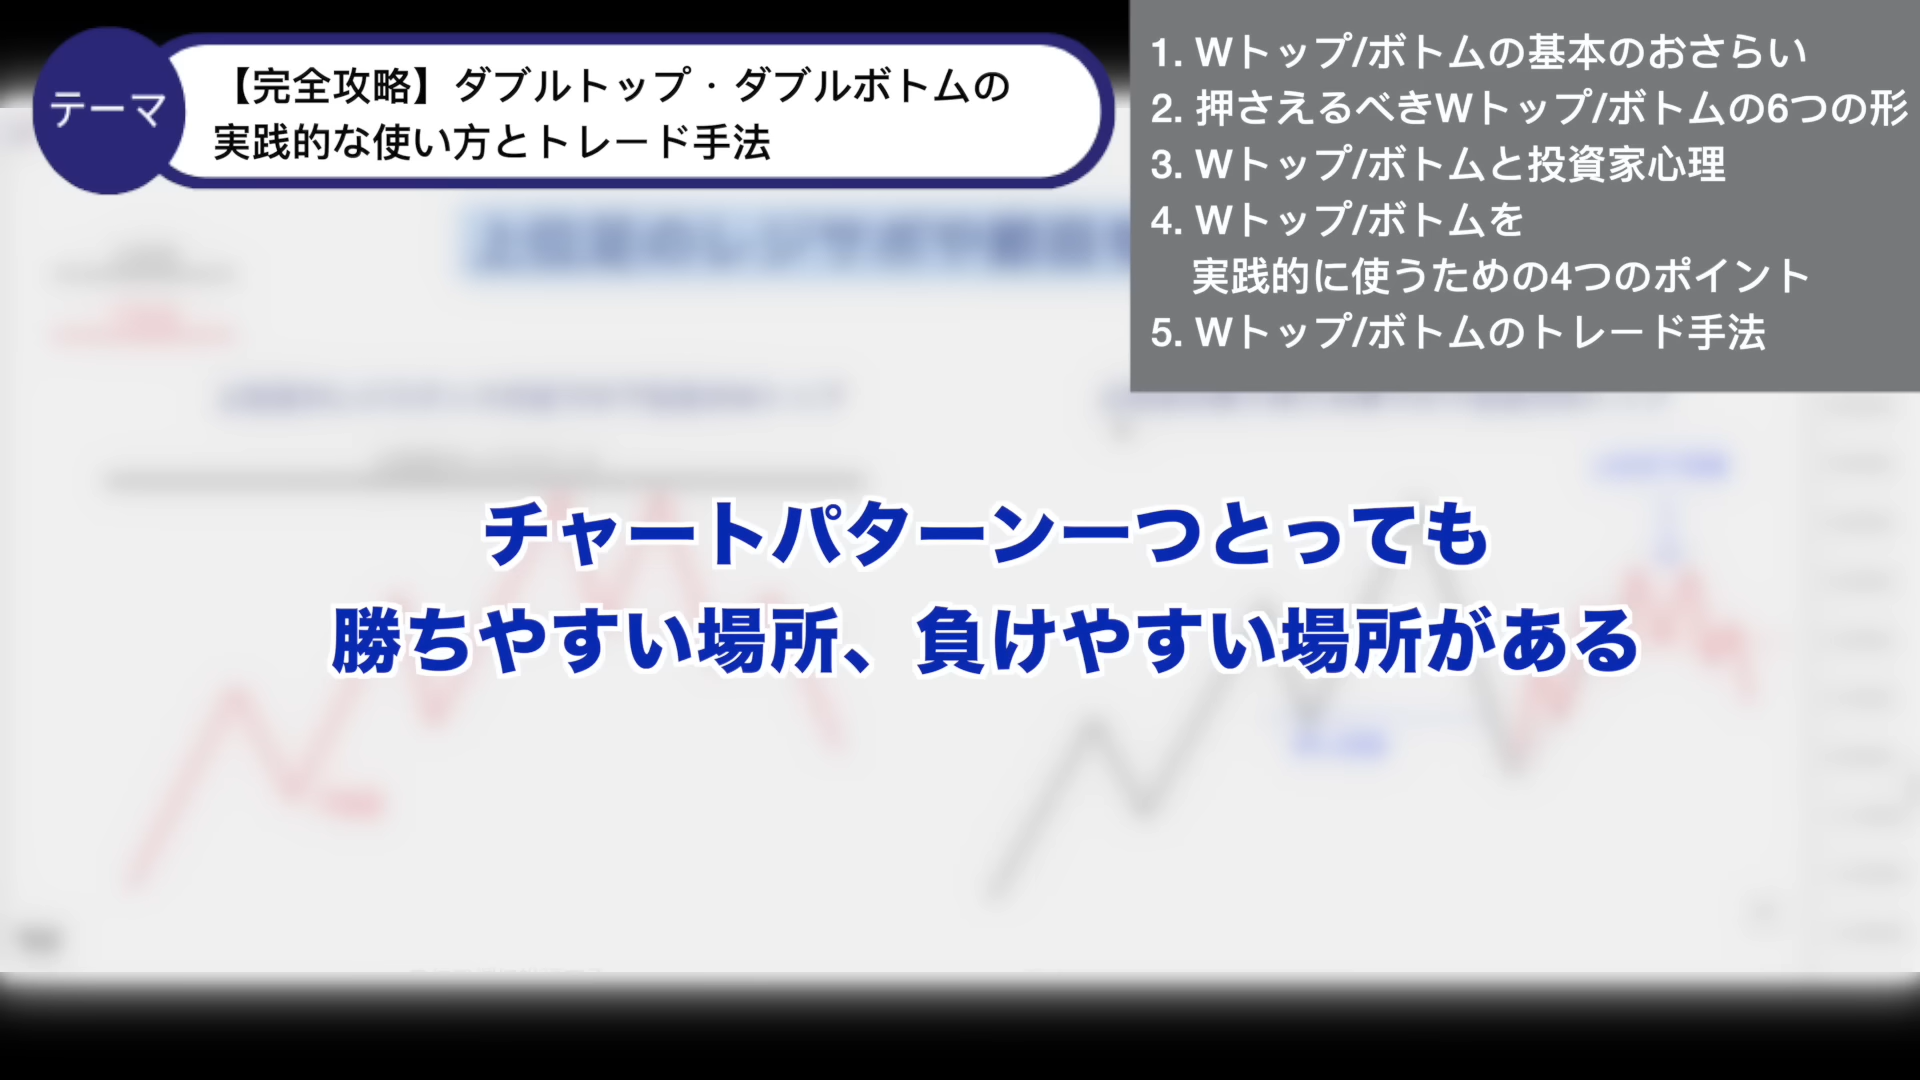 テーマ
【完全攻略】ダブルトップ・ダブルボトムの
実践的な使い方とトレード手法
1. Wトップ/ボトムの基本のおさらい
2. 押さえるべきWトップ/ボトムの6つの形
3. Wトップ/ボトムと投資家心理
4. Wトップ/ボトムを
実践的に使うための4つのポイント
5. Wトップ/ボトムのトレード手法
チャートパターン一つとっても
勝ちやすい場所、負けやすい場所がある